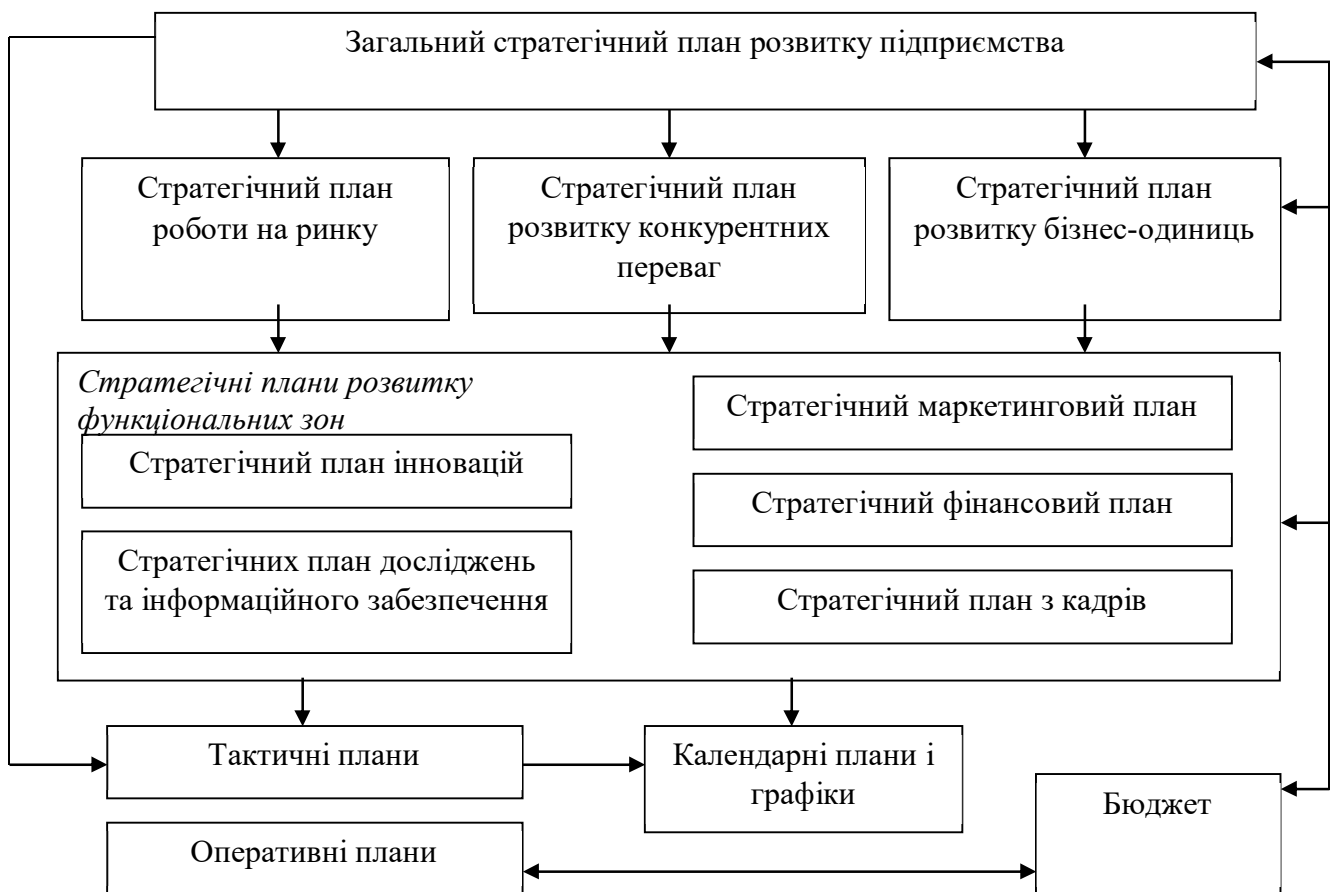 Загальний стратегічний план розвитку підприємства
Стратегічний план
роботи на ринку
Стратегічний план
розвитку конкурентних
переваг
Стратегічний план
розвитку бізнес-одиниць
Стратегічні плани розвитку
функціональних зон
Стратегічний план інновацій
Стратегічних план досліджень
та інформаційного забезпечення
Стратегічний маркетинговий план
Стратегічний фінансовий план
Стратегічний план з кадрів
Тактичні плани
Календарні плани і
графіки
Бюджет
Оперативні плани